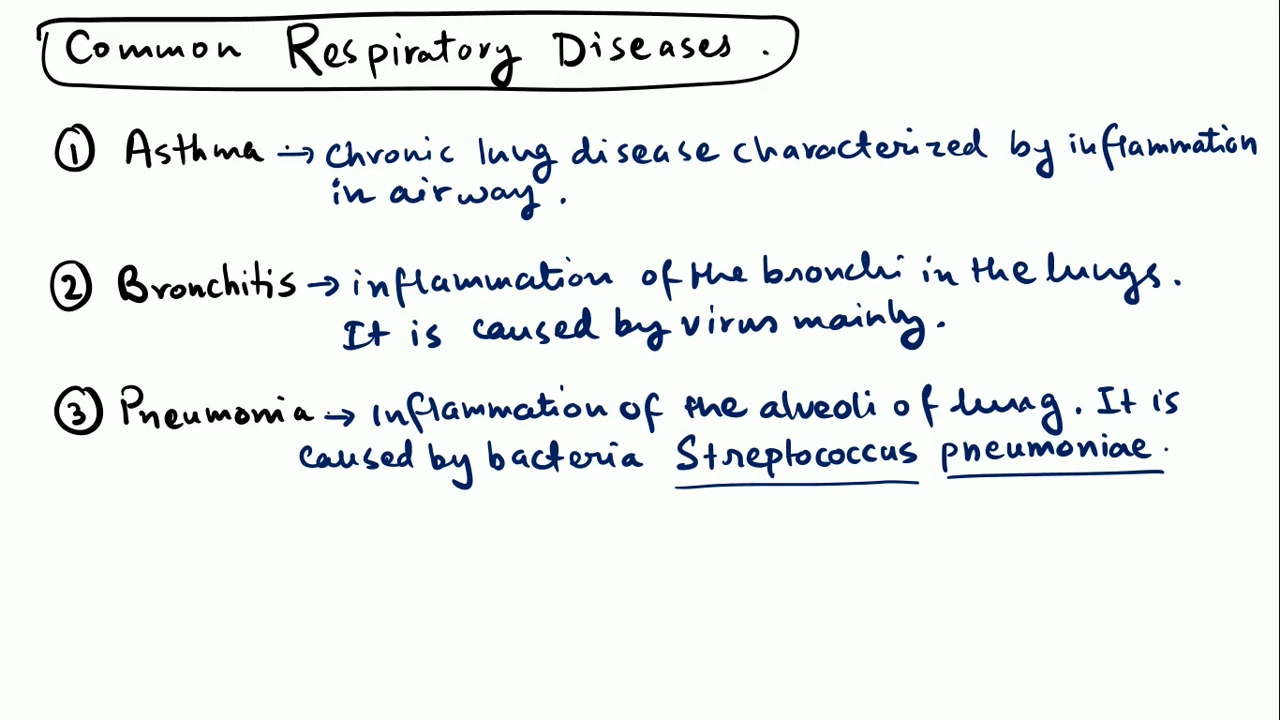 Common Respiratory Diseases.
① Asthma → chronic lung disease characterized by inflammation
in airway.
② Bronchitis → inflammation of the bronchi in the lungs.
It is caused by virus mainly.
③ Pneumonia → Inflammation of the alveoli of lung. It is
caused by bacteria Streptococcus pneumoniae.